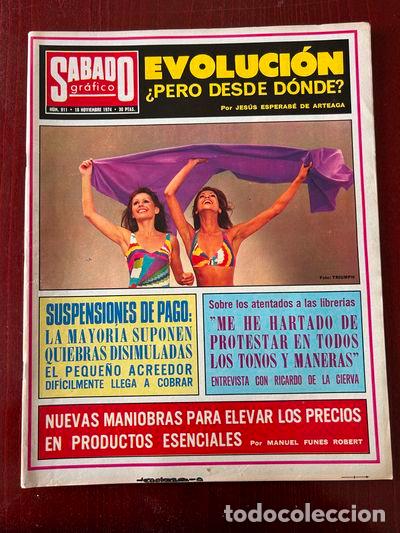 SABADO
gráfico
NÚM. 911 - 16 NOVIEMBRE 1974 - 30 PTAS.
EVOLUCIÓN
¿PERO DESDE DÓNDE?
Por JESÚS ESPERABÉ DE ARTEAGA
Foto: TRIUMPH
SUSPENSIONES DE PAGO:
LA MAYORÍA SUPONEN
QUIEBRAS DISIMULADAS
EL PEQUEÑO ACREEDOR
DIFÍCILMENTE LLEGA A COBRAR
Sobre los atentados a las librerías
"ME HE HARTADO DE
PROTESTAR EN TODOS
LOS TONOS Y MANERAS"
ENTREVISTA CON RICARDO DE LA CIERVA
NUEVAS MANIOBRAS PARA ELEVAR LOS PRECIOS
EN PRODUCTOS ESENCIALES Por MANUEL FUNES ROBERT
todocoleccion.net